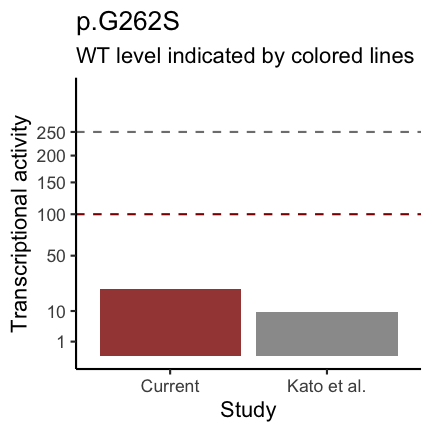 p.G262S
WT level indicated by colored lines
Transcriptional activity
250
200
150
100
50
10
1
Current
Kato et al.
Study